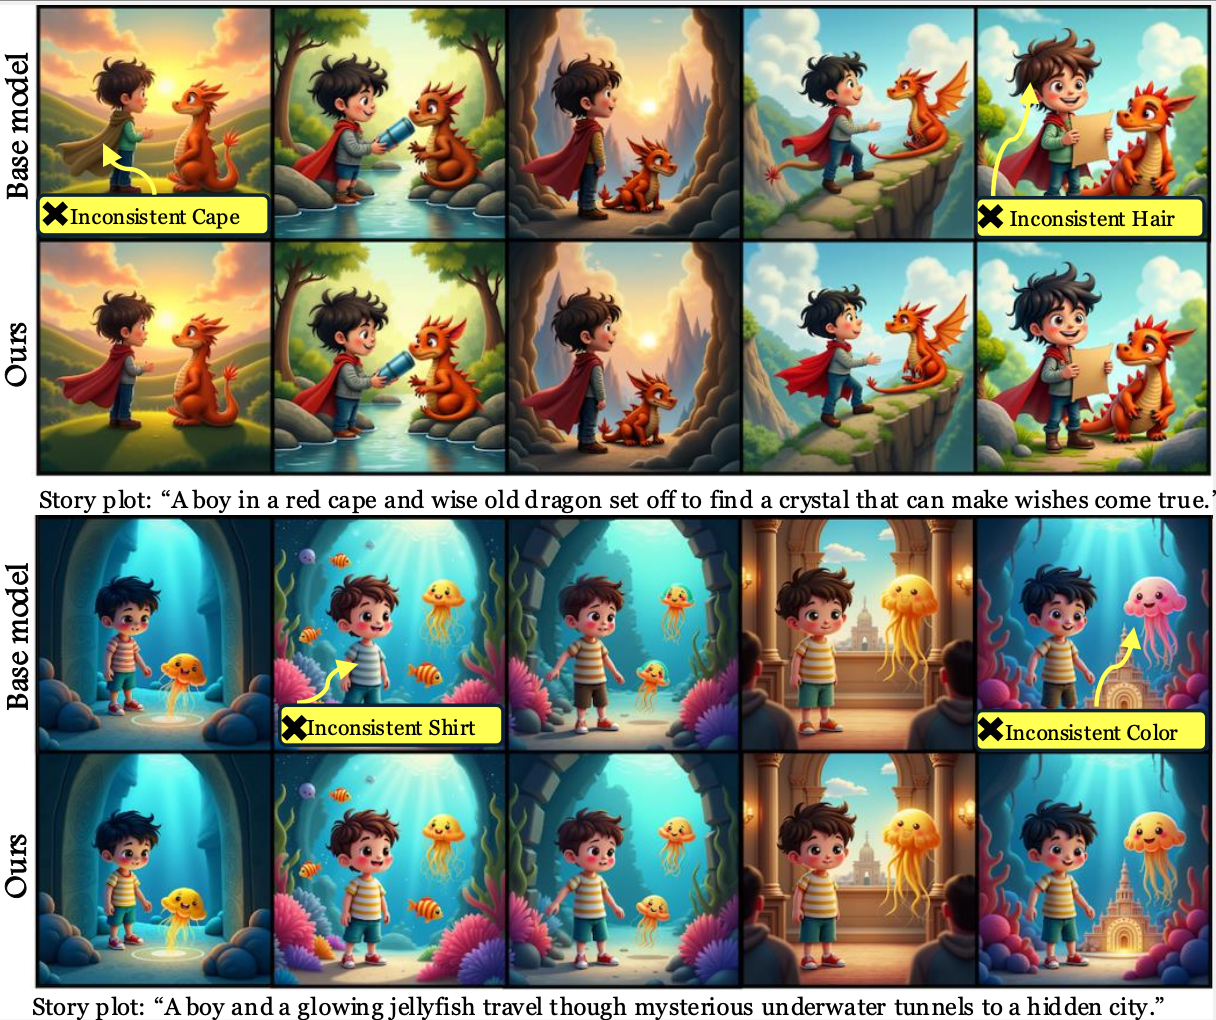 Base model
Inconsistent Cape
Inconsistent Hair
Ours
Story plot: “A boy in a red cape and wise old dragon set off to find a crystal that can make wishes come true.”
Base model
Inconsistent Shirt
Inconsistent Color
Ours
Story plot: “A boy and a glowing jellyfish travel though mysterious underwater tunnels to a hidden city.”